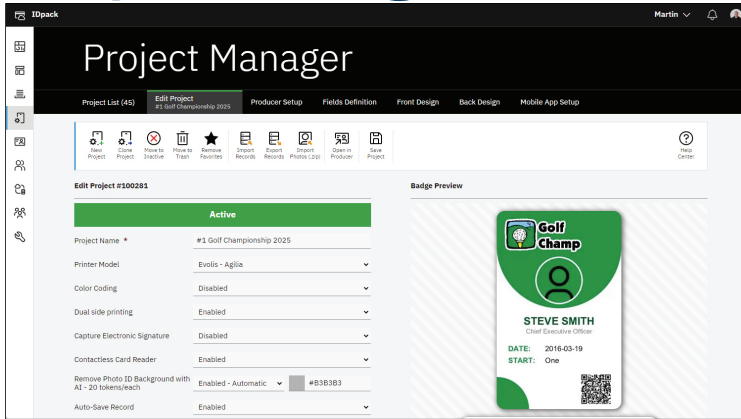 IDpack
Martin
Project Manager
Project List (45)
Edit Project
#1 Golf Championship 2025
Producer Setup
Fields Definition
Front Design
Back Design
Mobile App Setup
New Project
Clone Project
Move to Inactive
Move to Trash
Remove Favorites
Import Records
Export Records
Import Photos (.zip)
Open in Producer
Save Project
Help Center
Edit Project #100281
Active
Project Name *
#1 Golf Championship 2025
Printer Model
Evolis - Agilia
Color Coding
Disabled
Dual side printing
Enabled
Capture Electronic Signature
Disabled
Contactless Card Reader
Enabled
Remove Photo ID Background with
AI - 20 tokens/each
Enabled - Automatic
#B3B3B3
Auto-Save Record
Enabled
Badge Preview
Golf
Champ
STEVE SMITH
Chief Executive Officer
DATE: 2016-03-19
START: One